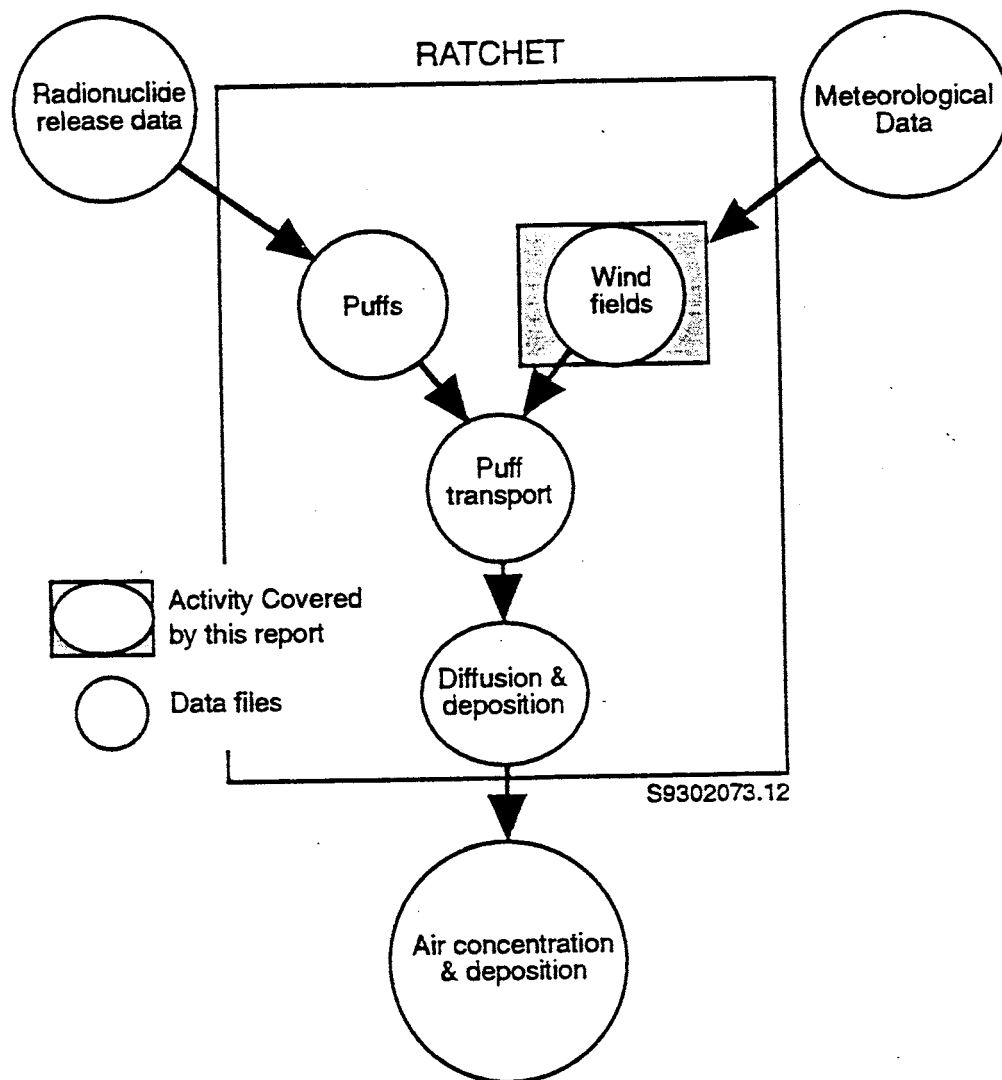 RATCHET
Radionuclide
release data
Meteorological
Data
Puffs
Wind
fields
Puff
transport
Activity Covered
by this report
Data files
Diffusion &
deposition
S9302073.12
Air concentration
& deposition